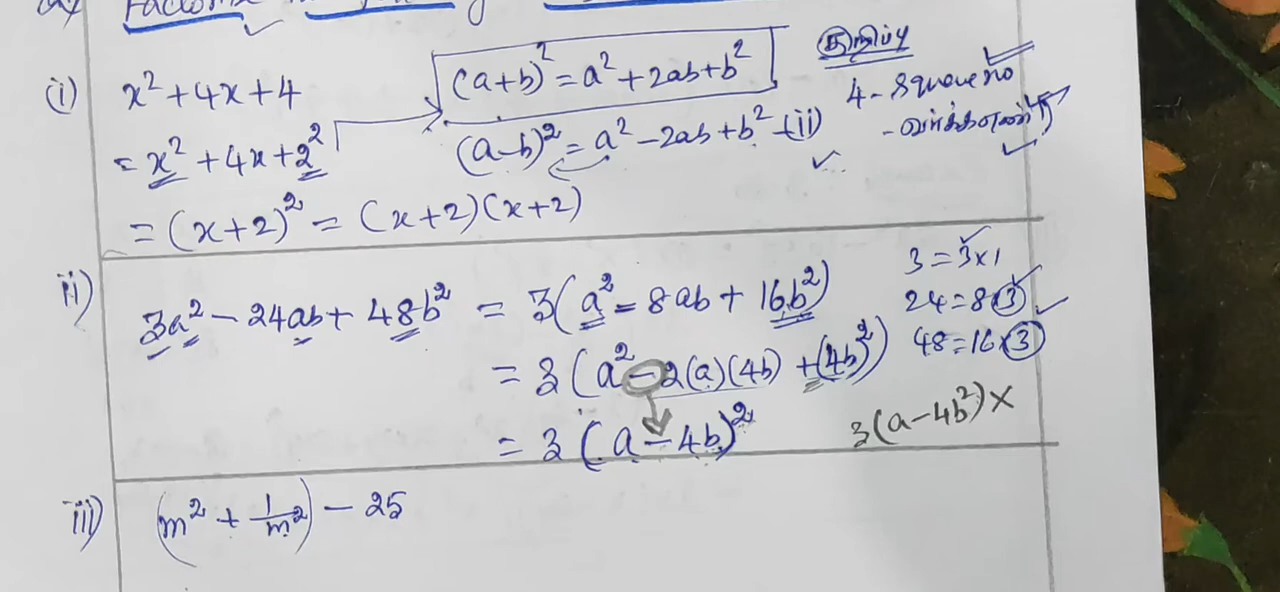 (i) x² + 4x + 4
= x² + 4x + 2²
= (x+2)² = (x+2)(x+2)
(a+b)² = a² + 2ab + b²
(a-b)² = a² - 2ab + b² - (ii)
குறிப்பு
4 -
ii) 3a² - 24ab + 48b² = 3(a² - 8ab + 16b²)
= 3(a² - 2(a)(4b) + (4b)²)
= 3(a - 4b)²
3 = 3×1
24 = 8×3
48 = 16×3
3(a-4b²) ×
iii) (m² + 1/m²) - 25